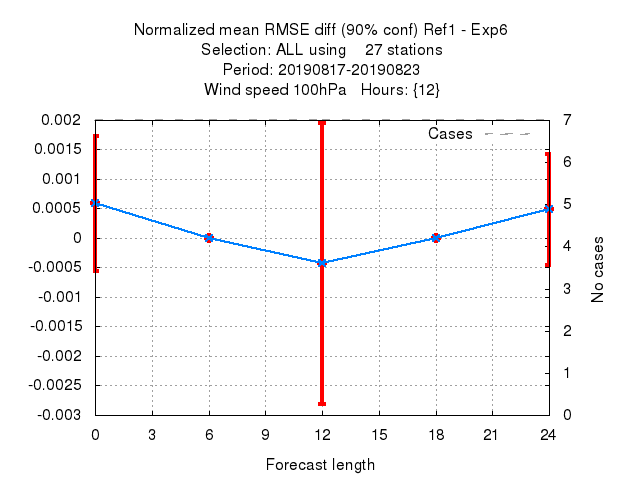 Normalized mean RMSE diff (90% conf) Ref1 - Exp6
Selection: ALL using    27 stations
Period: 20190817-20190823
Wind speed 100hPa   Hours: {12}
Cases
0.002
0.0015
0.001
0.0005
0
-0.0005
-0.001
-0.0015
-0.002
-0.0025
-0.003
7
6
5
4
3
2
1
0
No cases
0 3 6 9 12 15 18 21 24
Forecast length